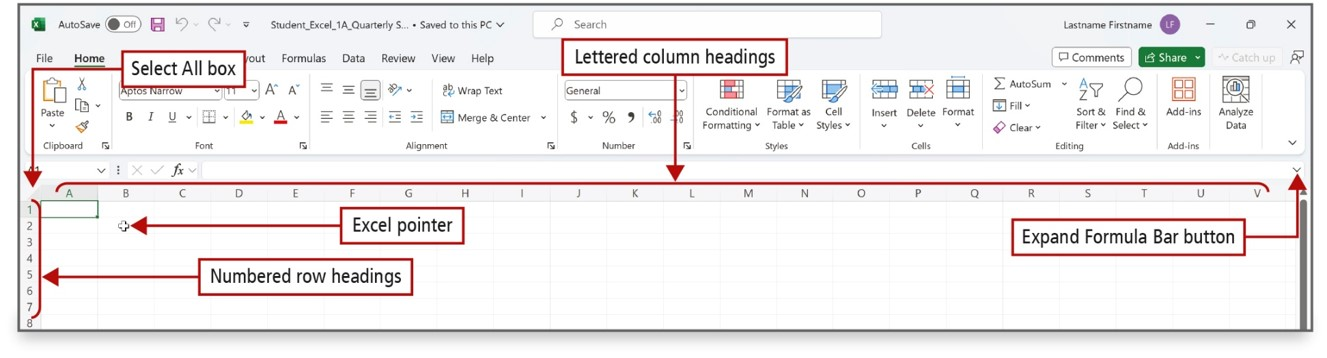 AutoSave Off Student_Excel_1A_Quarterly S... • Saved to this PC Search Lastname Firstname LF
File Home Formulas Data Review View Help Comments Share Catch up
Select All box
Lettered column headings
Aptos Narrow 11 A A Wrap Text General AutoSum
Paste Fill
B I U A Merge & Center $ % Conditional Formatting Format as Table Cell Styles Insert Delete Format Clear Sort & Filter Find & Select Add-ins Analyze Data
Clipboard Font Alignment Number Styles Cells Editing Add-ins
fx
A B C D E F G H I J K L M N O P Q R S T U V
1
2
Excel pointer
Expand Formula Bar button
3
4
5
Numbered row headings
6
7
8